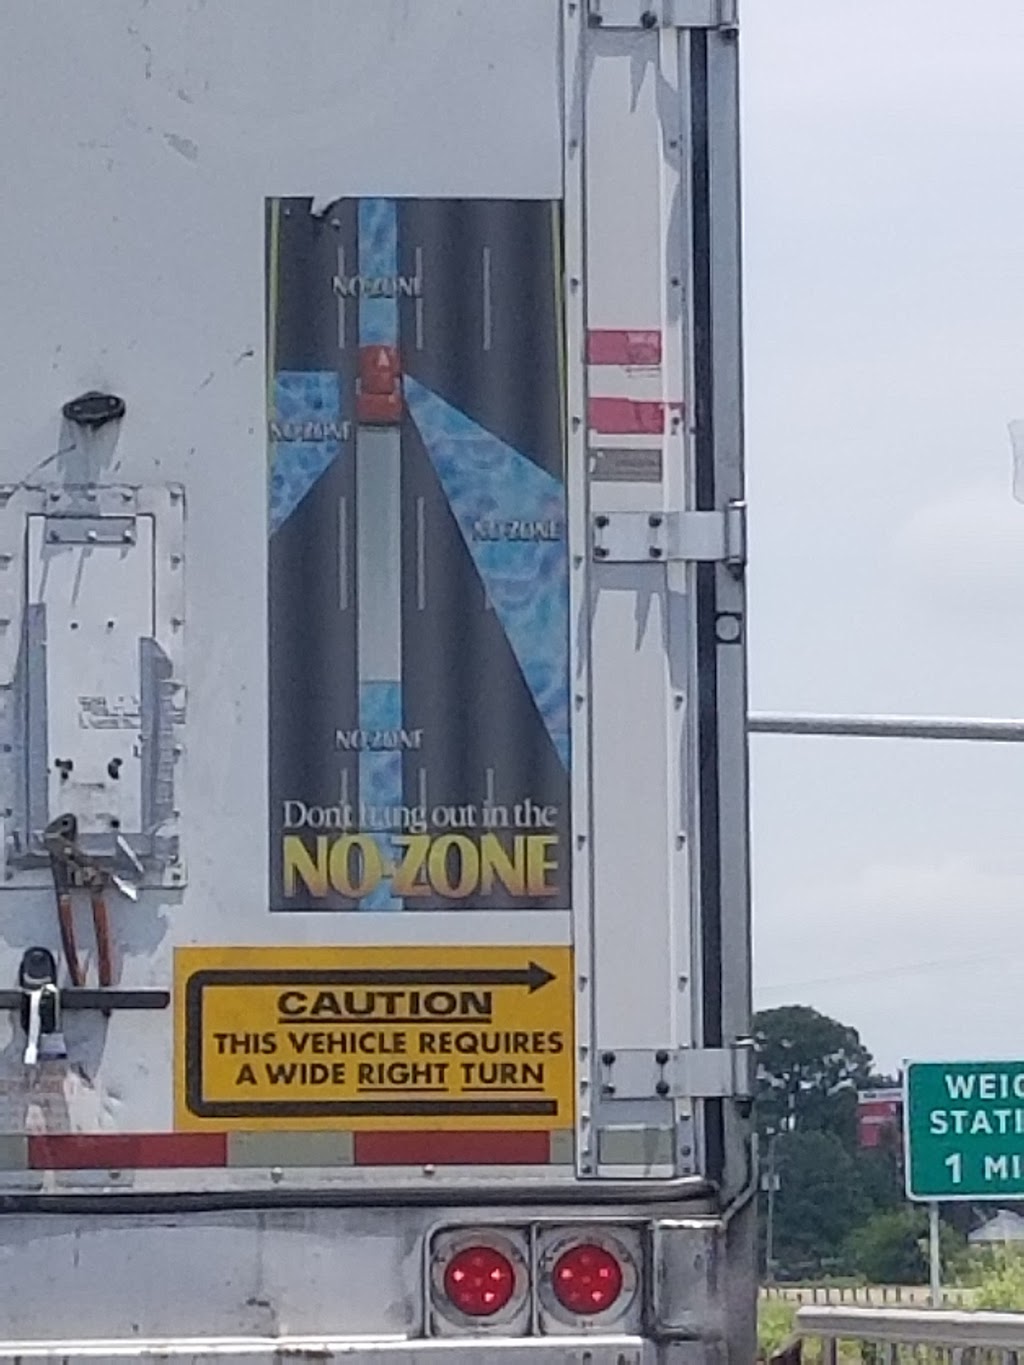 NO-ZONE
NO-ZONE
NO-ZONE
NO-ZONE
Don't hang out in the
NO-ZONE
CAUTION
THIS VEHICLE REQUIRES
A WIDE RIGHT TURN
WEIG
STATI
1 MI